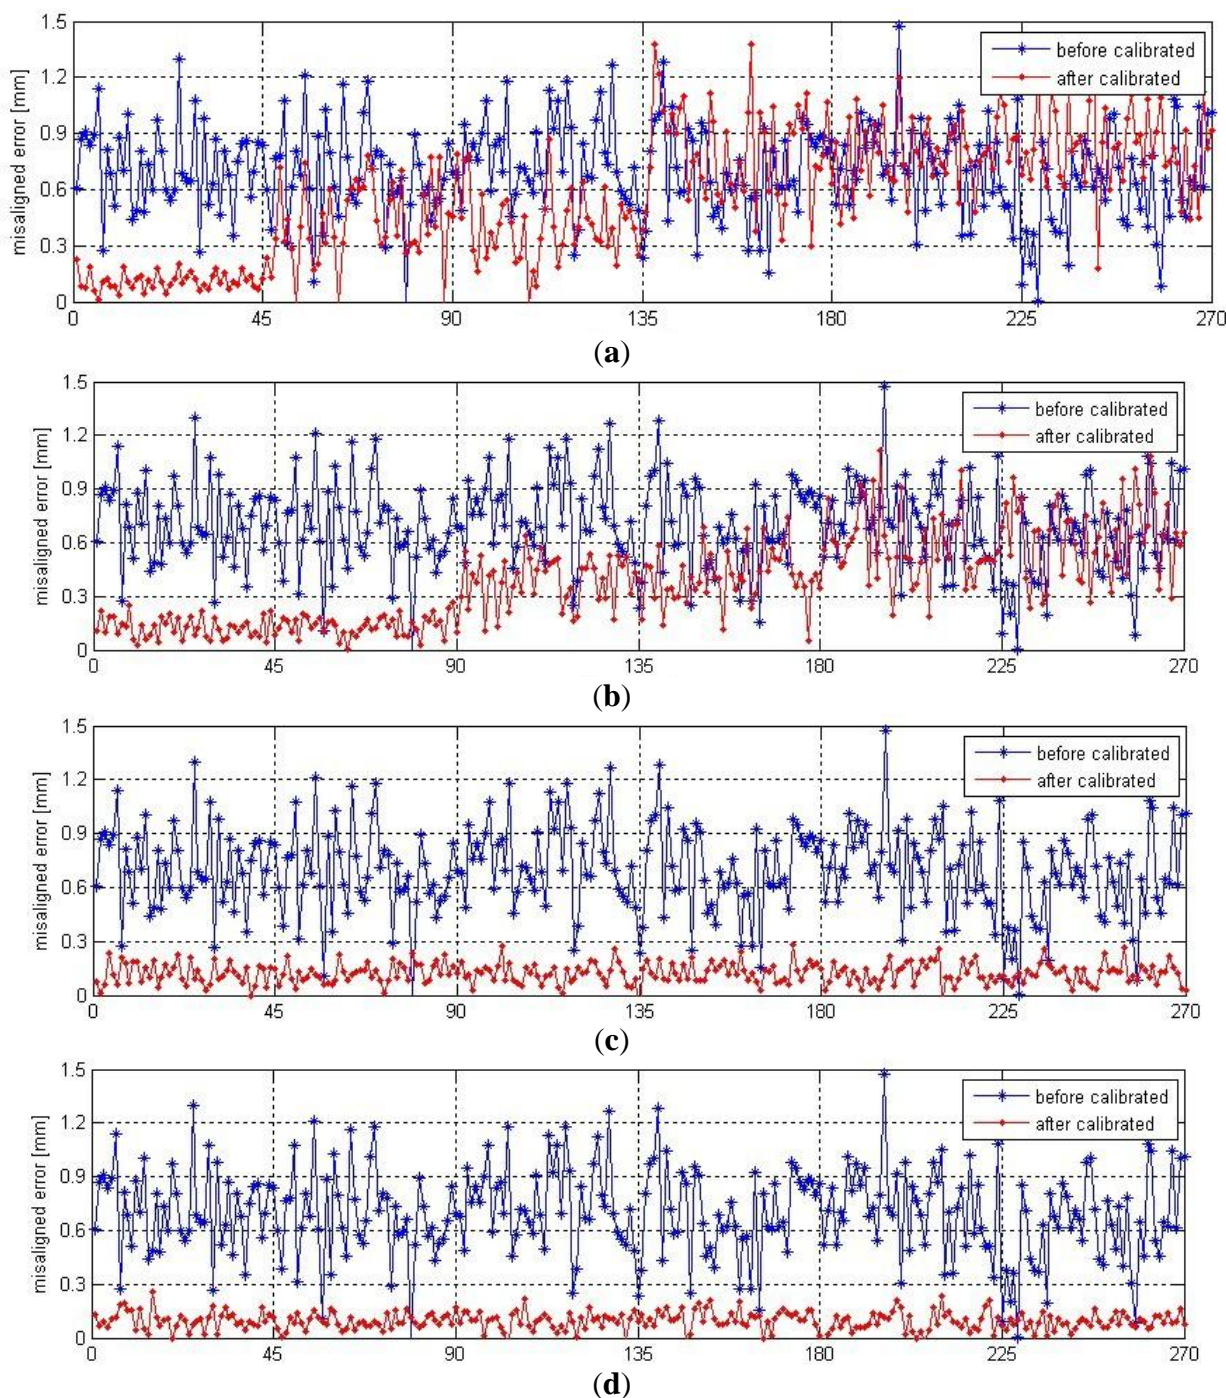 1.5
1.2
0.9
0.6
0.3
0
misaligned error [mm]
before calibrated
after calibrated
0 45 90 135 180 225 270
(a)
1.5
1.2
0.9
0.6
0.3
0
misaligned error [mm]
before calibrated
after calibrated
0 45 90 135 180 225 270
(b)
1.5
1.2
0.9
0.6
0.3
0
misaligned error [mm]
before calibrated
after calibrated
0 45 90 135 180 225 270
(c)
1.5
1.2
0.9
0.6
0.3
0
misaligned error [mm]
before calibrated
after calibrated
0 45 90 135 180 225 270
(d)